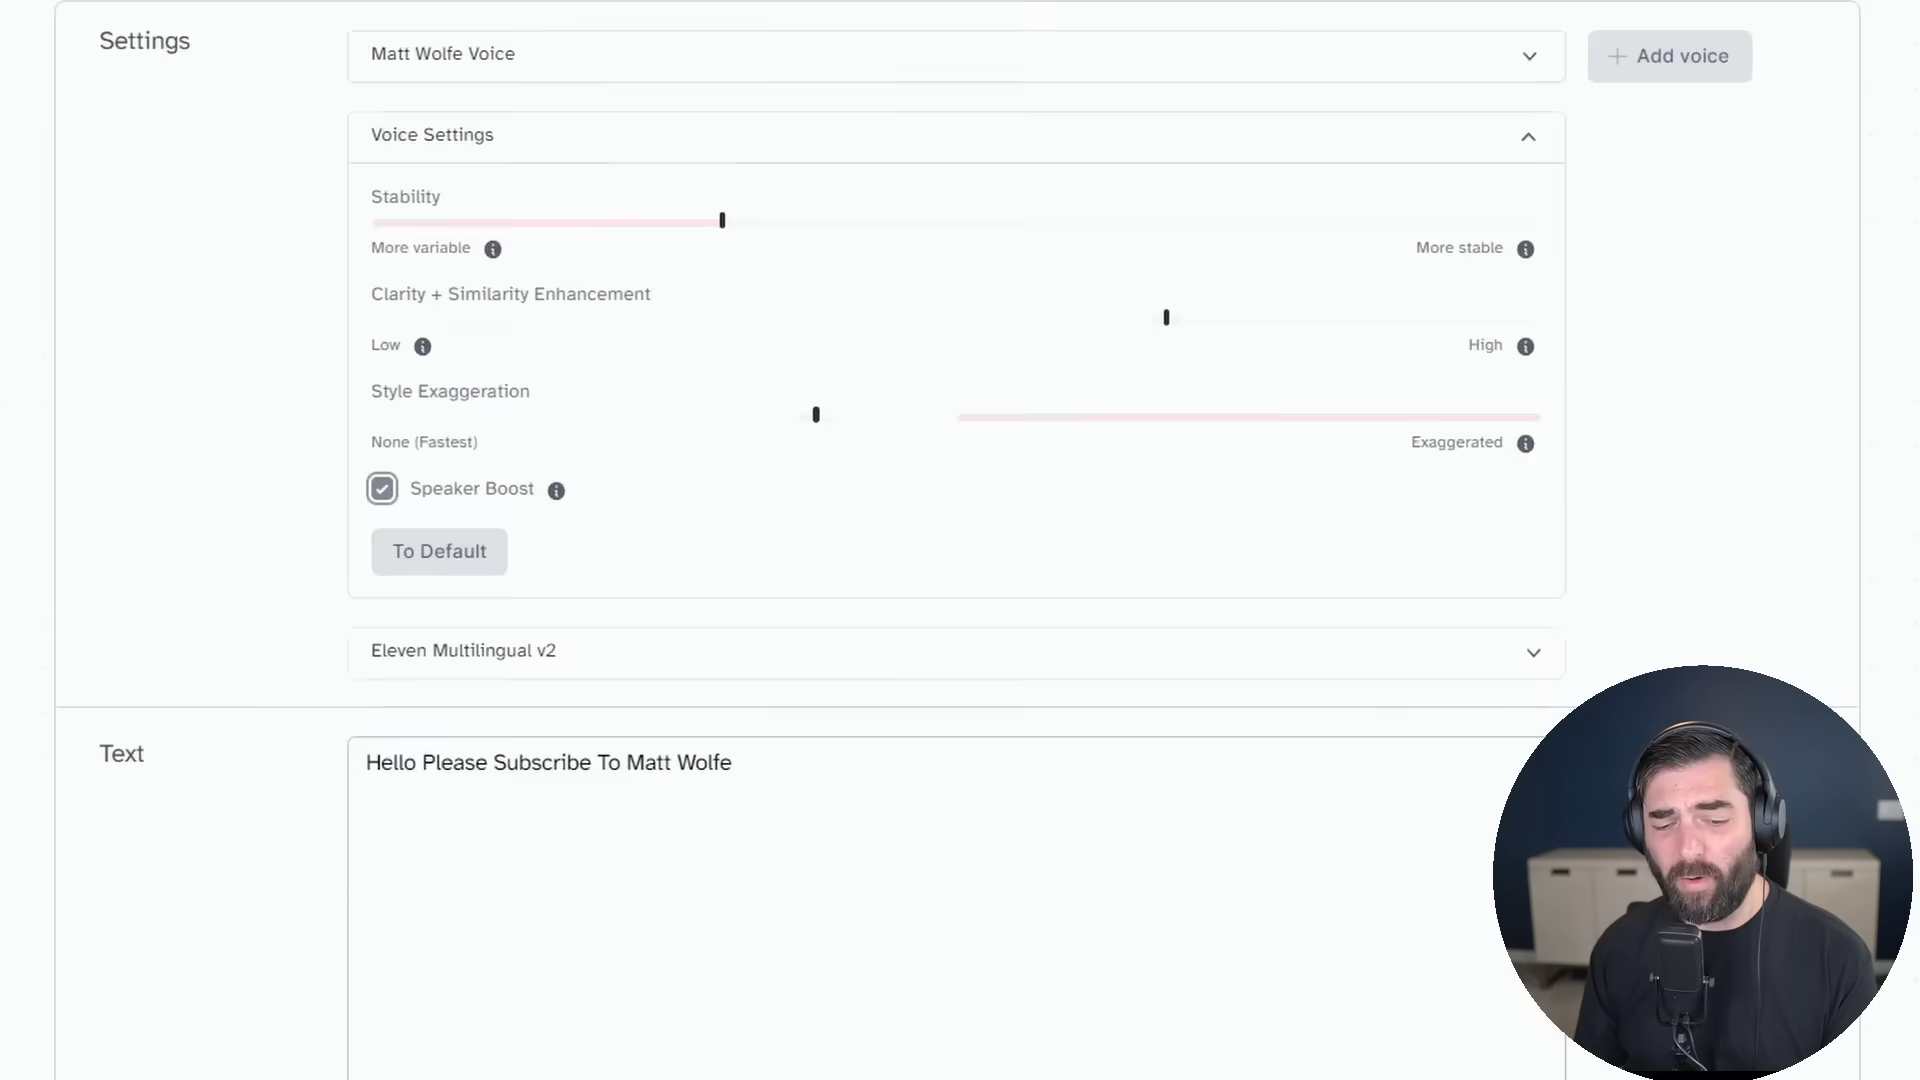 Settings
Matt Wolfe Voice
Add voice
Voice Settings
Stability
More variable
More stable
Clarity + Similarity Enhancement
Low
High
Style Exaggeration
None (Fastest)
Exaggerated
Speaker Boost
To Default
Eleven Multilingual v2
Text
Hello Please Subscribe To Matt Wolfe